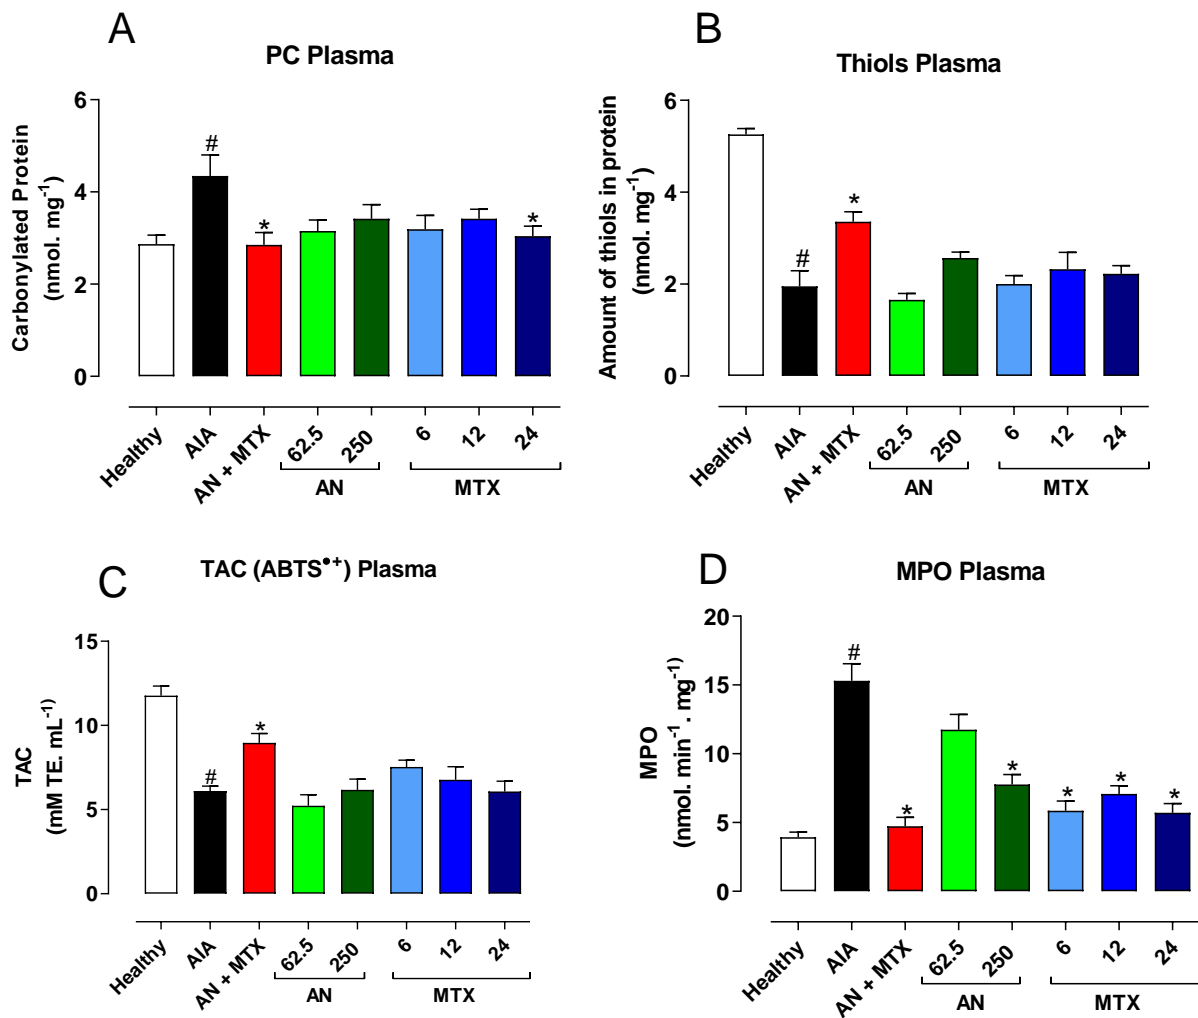 A
PC Plasma
Carbonylated Protein
(nmol. mg⁻¹)
6
4
2
0
#
*
*
Healthy
AIA
AN + MTX
62.5
250
6
12
24
AN
MTX
B
Thiols Plasma
Amount of thiols in protein
(nmol. mg⁻¹)
6
4
2
0
#
*
Healthy
AIA
AN + MTX
62.5
250
6
12
24
AN
MTX
C
TAC (ABTS•⁺) Plasma
TAC
(mM TE. mL⁻¹)
15
10
5
0
#
*
Healthy
AIA
AN + MTX
62.5
250
6
12
24
AN
MTX
D
MPO Plasma
MPO
(nmol. min⁻¹. mg⁻¹)
20
15
10
5
0
#
*
*
*
*
*
Healthy
AIA
AN + MTX
62.5
250
6
12
24
AN
MTX